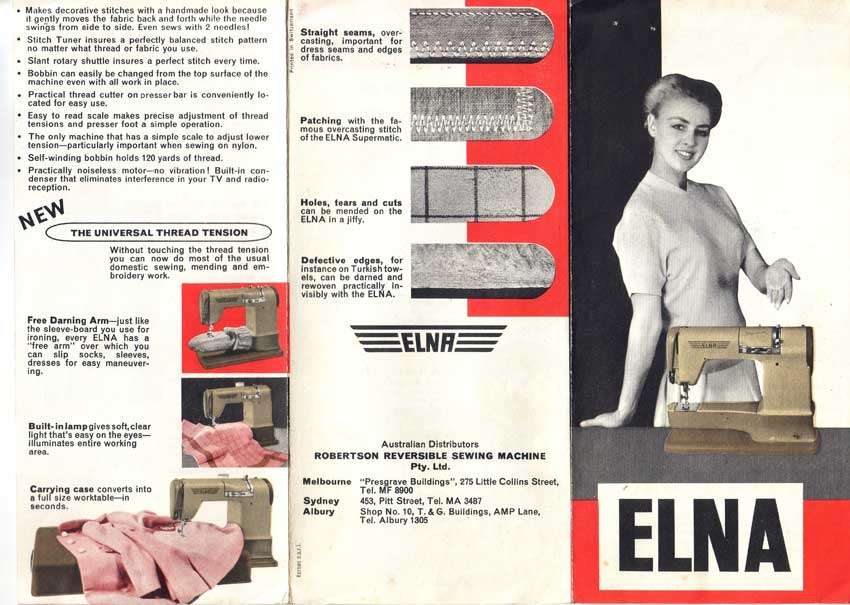 • Makes decorative stitches with a handmade look because
it gently moves the fabric back and forth while the needle
swings from side to side. Even sews with 2 needles!
• Stitch Tuner insures a perfectly balanced stitch pattern
no matter what thread or fabric you use.
• Slant rotary shuttle insures a perfect stitch every time.
• Bobbin can easily be changed from the top surface of the
machine even with all work in place.
• Practical thread cutter on presser bar is conveniently lo-
cated for easy use.
• Easy to read scale makes precise adjustment of thread
tensions and presser foot a simple operation.
• The only machine that has a simple scale to adjust lower
tension—particularly important when sewing on nylon.
• Self-winding bobbin holds 120 yards of thread.
• Practically noiseless motor—no vibration! Built-in con-
denser that eliminates interference in your TV and radio-
reception.
NEW
THE UNIVERSAL THREAD TENSION
Without touching the thread tension
you can now do most of the usual
domestic sewing, mending and em-
broidery work.
Free Darning Arm—just like
the sleeve-board you use for
ironing, every ELNA has a
"free arm" over which you
can slip socks, sleeves,
dresses for easy maneuver-
ing.
Built-in lamp gives soft, clear
light that's easy on the eyes—
illuminates entire working
area.
Carrying case converts into
a full size worktable—in
seconds.
Printed in Switzerland
Straight seams, over-
casting, important for
dress seams and edges
of fabrics.
Patching with the fa-
mous overcasting stitch
of the ELNA Supermatic.
Holes, tears and cuts
can be mended on the
ELNA in a jiffy.
Defective edges, for
instance on Turkish tow-
els, can be darned and
rewoven practically in-
visibly with the ELNA.
ELNA
Australian Distributors
ROBERTSON REVERSIBLE SEWING MACHINE
Pty. Ltd.
Melbourne "Presgrave Buildings", 275 Little Collins Street,
Tel. MF 8900
Sydney 453, Pitt Street, Tel. MA 3487
Albury Shop No. 10, T. & G. Buildings, AMP Lane,
Tel. Albury 1305
ELNA
ELNA